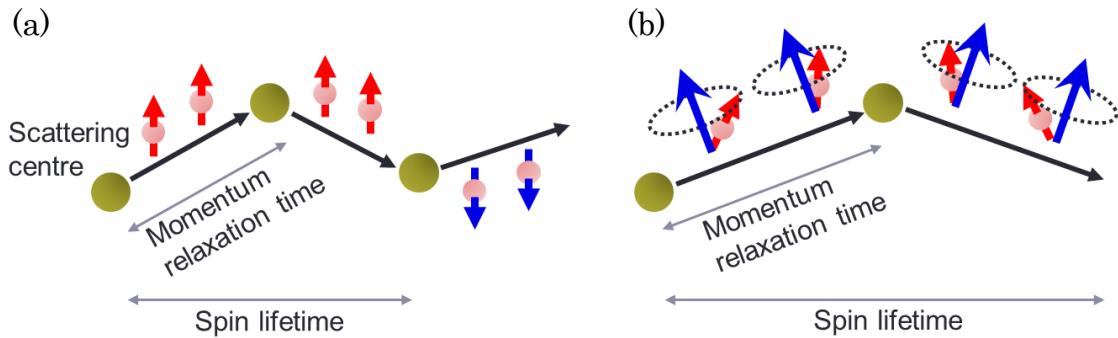 (a)
Scattering
centre
Momentum
relaxation time
Spin lifetime
(b)
Momentum
relaxation time
Spin lifetime